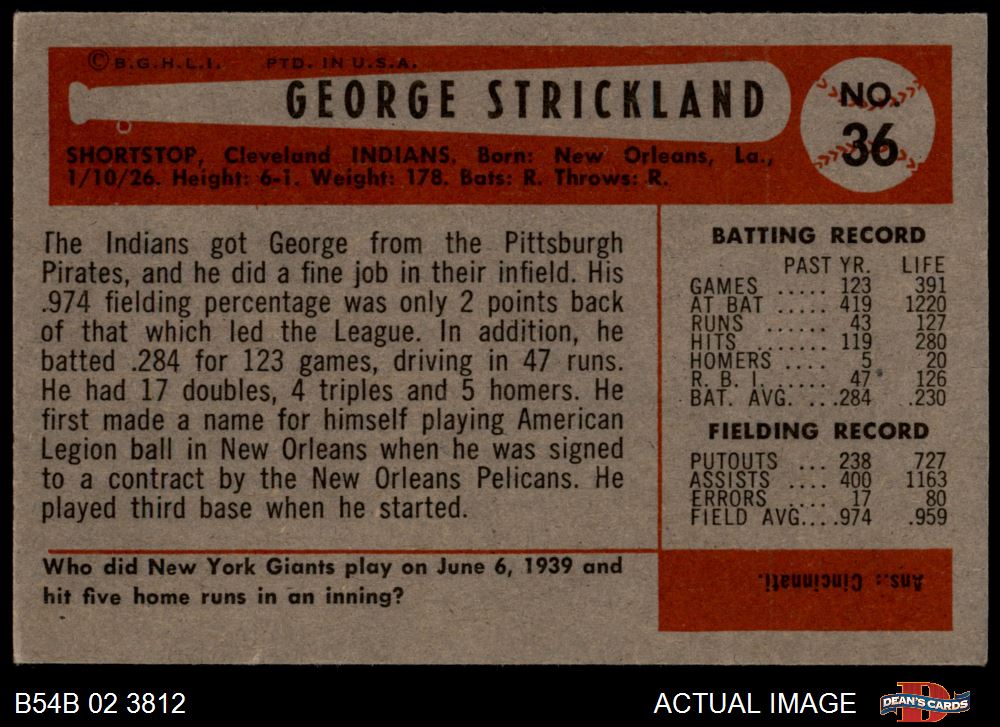 © B.G.H.L.I. PTD. IN U.S.A.
GEORGE STRICKLAND
NO.
36
SHORTSTOP, Cleveland INDIANS. Born: New Orleans, La.,
1/10/26. Height: 6-1. Weight: 178. Bats: R. Throws: R.
The Indians got George from the Pittsburgh
Pirates, and he did a fine job in their infield. His
.974 fielding percentage was only 2 points back
of that which led the League. In addition, he
batted .284 for 123 games, driving in 47 runs.
He had 17 doubles, 4 triples and 5 homers. He
first made a name for himself playing American
Legion ball in New Orleans when he was signed
to a contract by the New Orleans Pelicans. He
played third base when he started.
BATTING RECORD
PAST YR. LIFE
GAMES ..... 123 391
AT BAT ..... 419 1220
RUNS ...... 43 127
HITS ....... 119 280
HOMERS .... 5 20
R. B. I. ..... 47 126
BAT. AVG. ....284 .230
FIELDING RECORD
PUTOUTS ... 238 727
ASSISTS .... 400 1163
ERRORS .... 17 80
FIELD AVG....974 .959
Who did New York Giants play on June 6, 1939 and
hit five home runs in an inning?
Ans.: Cincinnati.
B54B 02 3812
ACTUAL IMAGE
DEAN'S CARDS